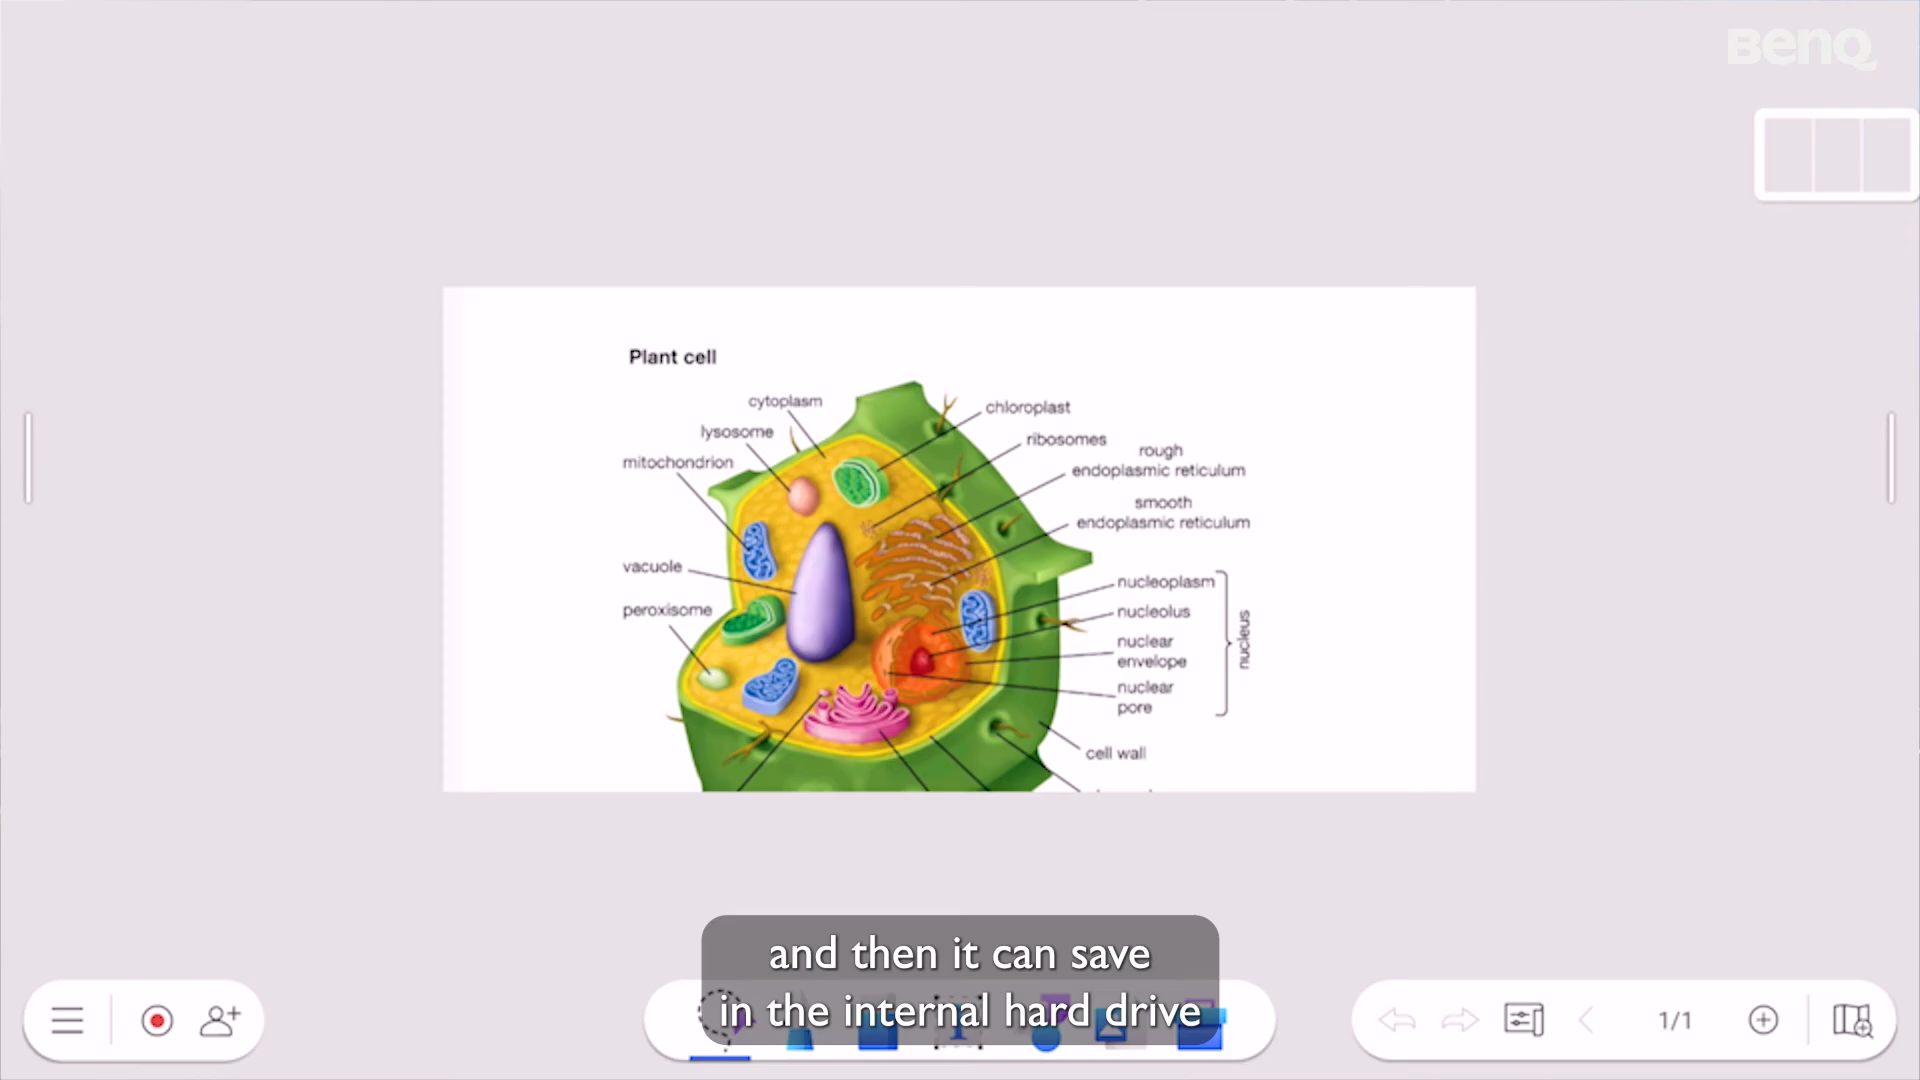 BenQ
Plant cell
cytoplasm
chloroplast
lysosome
ribosomes
mitochondrion
rough
endoplasmic reticulum
smooth
endoplasmic reticulum
vacuole
nucleoplasm
peroxisome
nucleolus
nuclear
envelope
nucleus
nuclear
pore
cell wall
and then it can save
in the internal hard drive
1/1